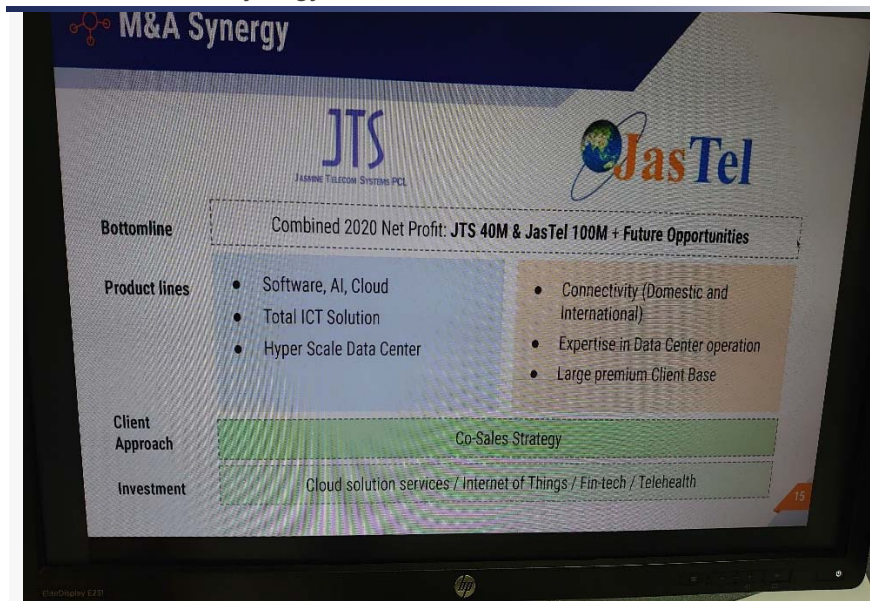 M&A Synergy
JTS
JASMINE TELECOM SYSTEMS PCL
JasTel
Bottomline
Combined 2020 Net Profit: JTS 40M & JasTel 100M + Future Opportunities
Product lines
• Software, AI, Cloud
• Total ICT Solution
• Hyper Scale Data Center
• Connectivity (Domestic and
International)
• Expertise in Data Center operation
• Large premium Client Base
Client
Approach
Co-Sales Strategy
Investment
Cloud solution services / Internet of Things / Fin-tech / Telehealth
15
EliteDisplay E231
hp